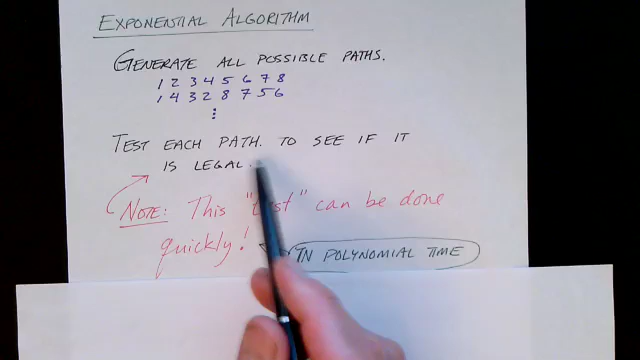 EXPONENTIAL ALGORITHM
GENERATE ALL POSSIBLE PATHS.
1 2 3 4 5 6 7 8
1 4 3 2 8 7 5 6
⋮
TEST EACH PATH. TO SEE IF IT
IS LEGAL.
NOTE: This "test" can be done
quickly!
IN POLYNOMIAL TIME